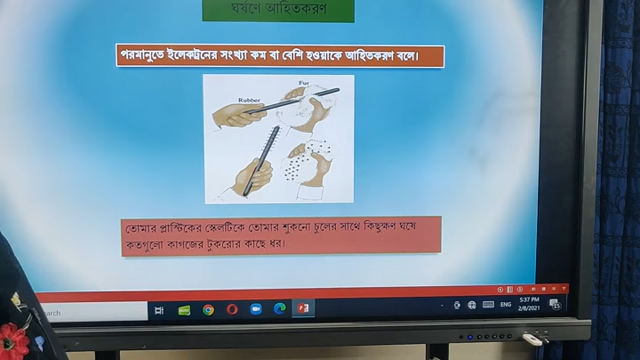 ঘর্ষণে আহিতকরণ
পরমানুতে ইলেকট্রনের সংখ্যা কম বা বেশি হওয়াকে আহিতকরণ বলে।
Fur
Rubber
তোমার প্লাস্টিকের স্কেলটিকে তোমার শুকনো চুলের সাথে কিছুক্ষণ ঘষে
কতগুলো কাগজের টুকরোর কাছে ধর।
5:37 PM
ENG
2/8/2021